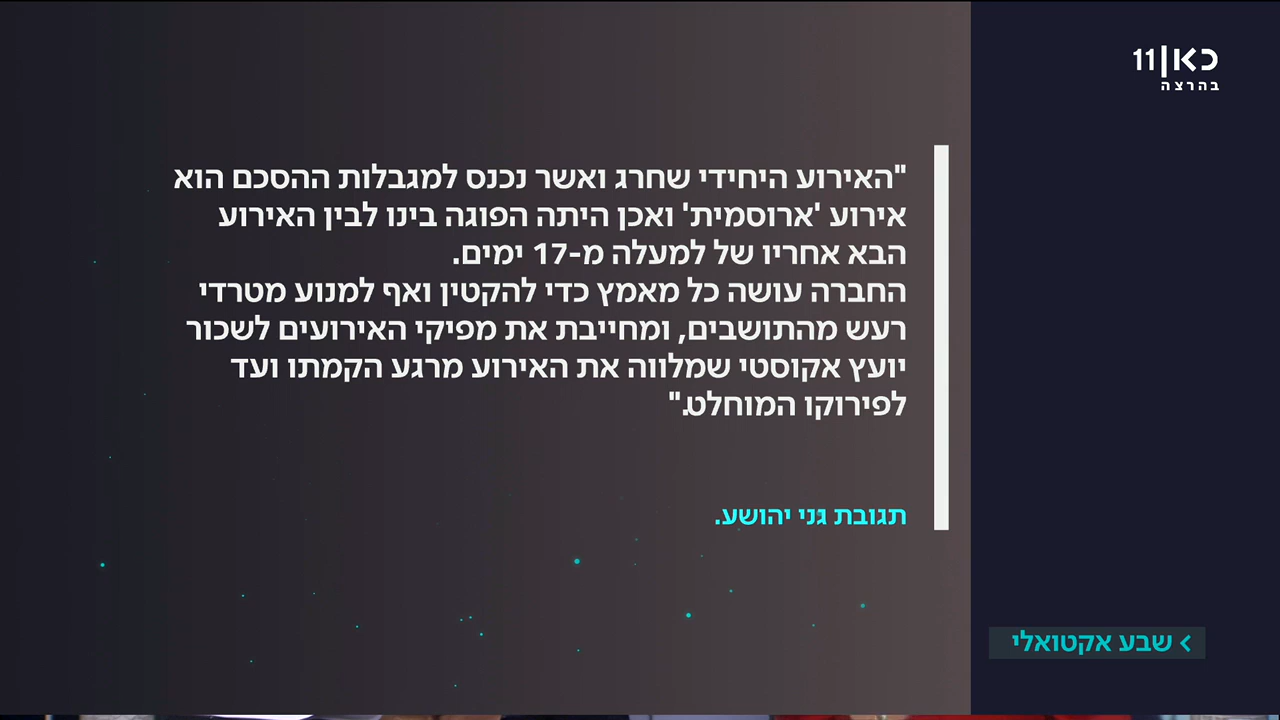 כאן 11
בהרצה
"האירוע היחידי שחרג ואשר נכנס למגבלות ההסכם הוא
אירוע 'ארוסמית' ואכן היתה הפוגה בינו לבין האירוע
הבא אחריו של למעלה מ-17 ימים.
החברה עושה כל מאמץ כדי להקטין ואף למנוע מטרדי
רעש מהתושבים, ומחייבת את מפיקי האירועים לשכור
יועץ אקוסטי שמלווה את האירוע מרגע הקמתו ועד
לפירוקו המוחלט."
תגובת גני יהושע.
שבע אקטואלי